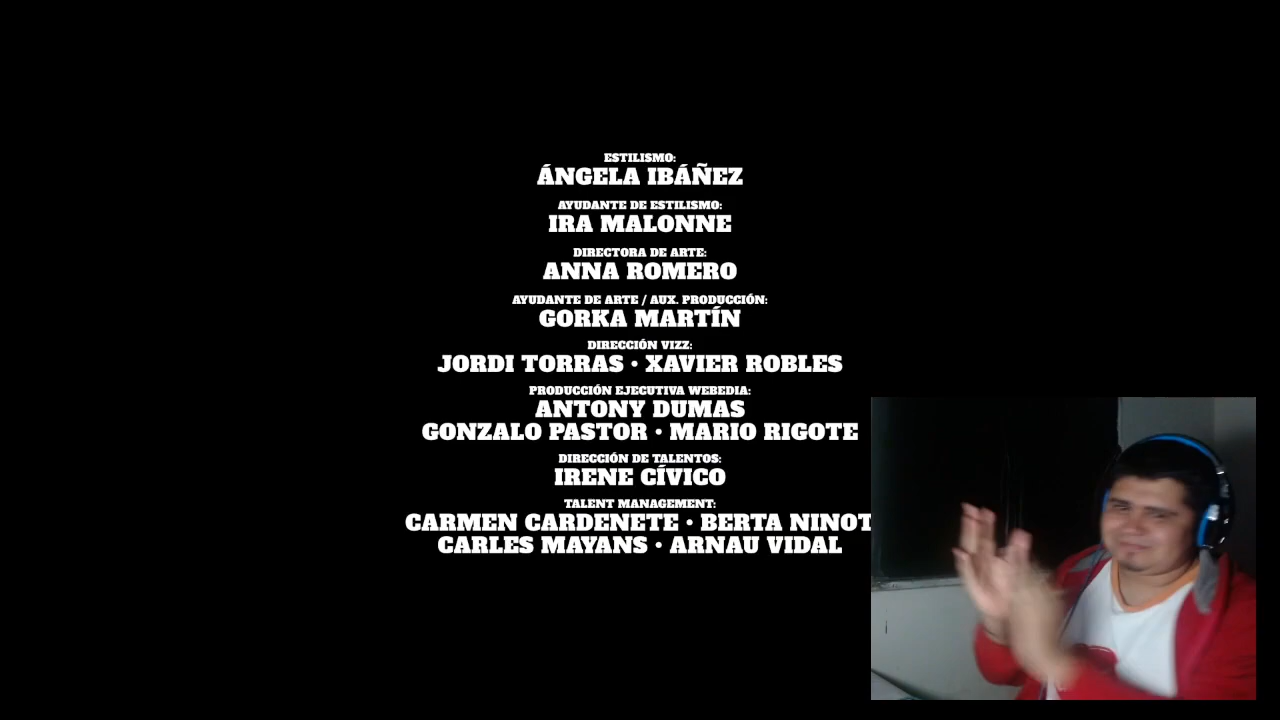 ESTILISMO:
ÁNGELA IBÁÑEZ
AYUDANTE DE ESTILISMO:
IRA MALONNE
DIRECTORA DE ARTE:
ANNA ROMERO
AYUDANTE DE ARTE / AUX. PRODUCCIÓN:
GORKA MARTÍN
DIRECCIÓN VIZZ:
JORDI TORRAS • XAVIER ROBLES
PRODUCCIÓN EJECUTIVA WEBEDIA:
ANTONY DUMAS
GONZALO PASTOR • MARIO RIGOTE
DIRECCIÓN DE TALENTOS:
IRENE CÍVICO
TALENT MANAGEMENT:
CARMEN CARDENETE • BERTA NINOT
CARLES MAYANS • ARNAU VIDAL